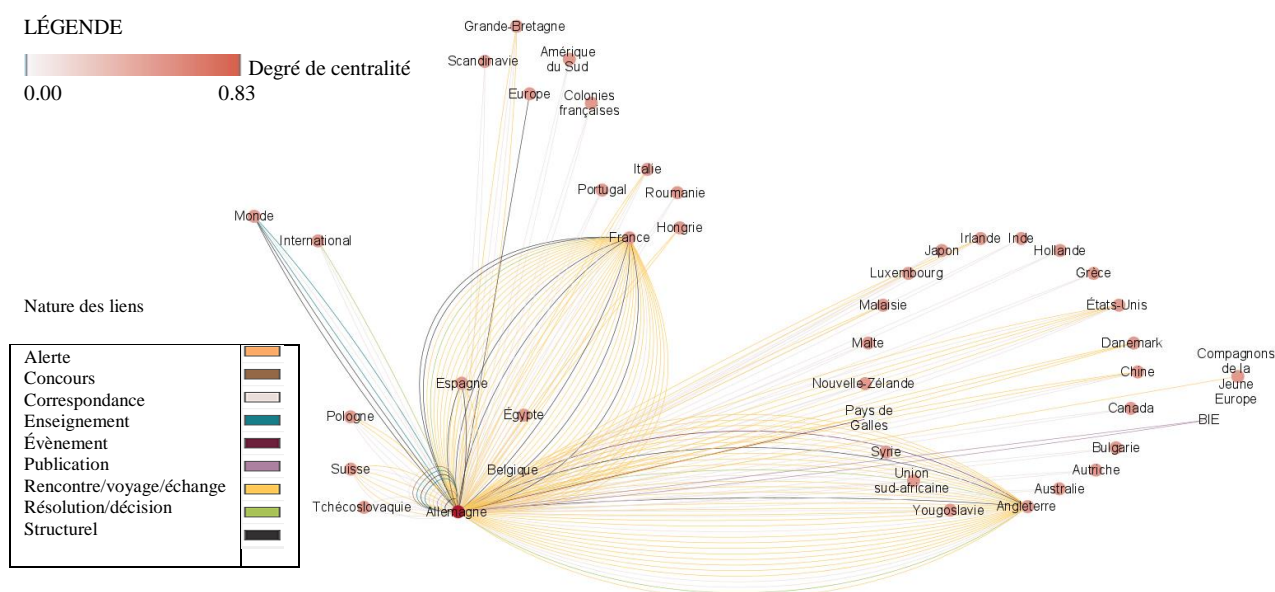 LÉGENDE
Degré de centralité
0.00
0.83
Nature des liens
Alerte
Concours
Correspondance
Enseignement
Évènement
Publication
Rencontre/voyage/échange
Résolution/décision
Structurel
Grande-Bretagne
Scandinavie
Amérique
du Sud
Europe
Colonies
françaises
Italie
Portugal
Roumanie
Monde
International
France
Hongrie
Japon
Irlande
Inde
Hollande
Luxembourg
Grèce
Malaisie
États-Unis
Malte
Danemark
Compagnons
de la
Jeune
Europe
Chine
Espagne
Nouvelle-Zélande
Pologne
Égypte
Pays de
Galles
Canada
BIE
Syrie
Bulgarie
Suisse
Belgique
Union
sud-africaine
Autriche
Australie
Tchécoslovaquie
Allemagne
Yougoslavie
Angleterre